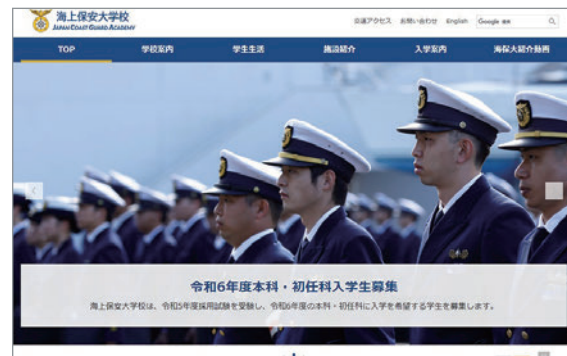 海上保安大学校
JAPAN COAST GUARD ACADEMY
交通アクセス お問い合わせ English Google 検索
TOP 学校案内 学生生活 施設紹介 入学案内 海保大紹介動画
令和6年度本科・初任科入学生募集
海上保安大学校は、令和5年度採用試験を受験し、令和6年度の本科・初任科に入学を希望する学生を募集します。